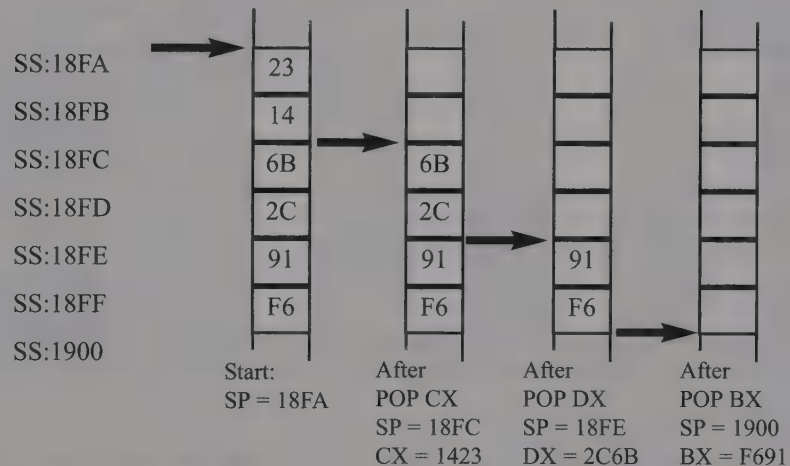 SS:18FA 23
SS:18FB 14
SS:18FC 6B 6B
SS:18FD 2C 2C
SS:18FE 91 91 91
SS:18FF F6 F6 F6
SS:1900
Start:
SP = 18FA
After
POP CX
SP = 18FC
CX = 1423
After
POP DX
SP = 18FE
DX = 2C6B
After
POP BX
SP = 1900
BX = F691